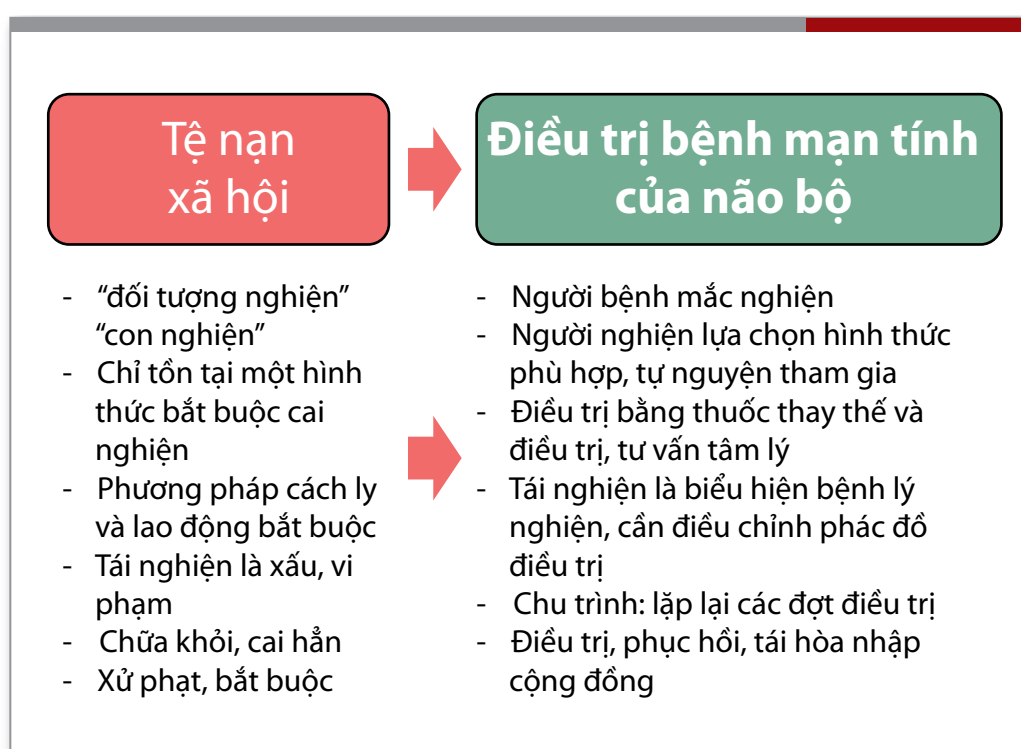 Tệ nạn
xã hội
Điều trị bệnh mạn tính
của não bộ
- “đối tượng nghiện”
“con nghiện”
- Chỉ tồn tại một hình
thức bắt buộc cai
nghiện
- Phương pháp cách ly
và lao động bắt buộc
- Tái nghiện là xấu, vi
phạm
- Chữa khỏi, cai hẳn
- Xử phạt, bắt buộc
- Người bệnh mắc nghiện
- Người nghiện lựa chọn hình thức
phù hợp, tự nguyện tham gia
- Điều trị bằng thuốc thay thế và
điều trị, tư vấn tâm lý
- Tái nghiện là biểu hiện bệnh lý
nghiện, cần điều chỉnh phác đồ
điều trị
- Chu trình: lặp lại các đợt điều trị
- Điều trị, phục hồi, tái hòa nhập
cộng đồng